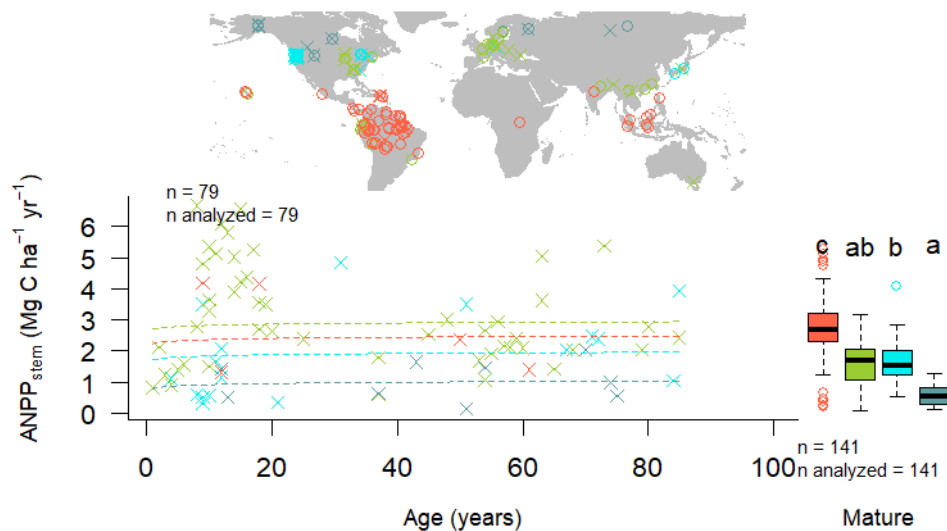 n = 79
n analyzed = 79
ANPP_stem (Mg C ha⁻¹ yr⁻¹)
6
5
4
3
2
1
0
0 20 40 60 80 100
Age (years)
c ab b a
n = 141
n analyzed = 141
Mature